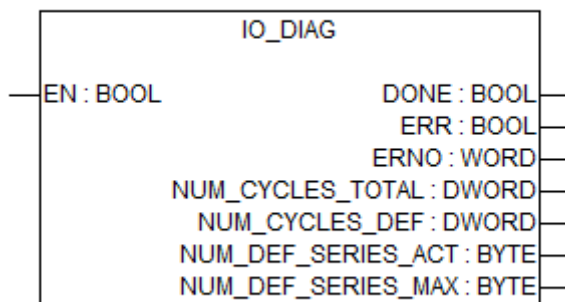 IO_DIAG
EN : BOOL DONE : BOOL
ERR : BOOL
ERNO : WORD
NUM_CYCLES_TOTAL : DWORD
NUM_CYCLES_DEF : DWORD
NUM_DEF_SERIES_ACT : BYTE
NUM_DEF_SERIES_MAX : BYTE